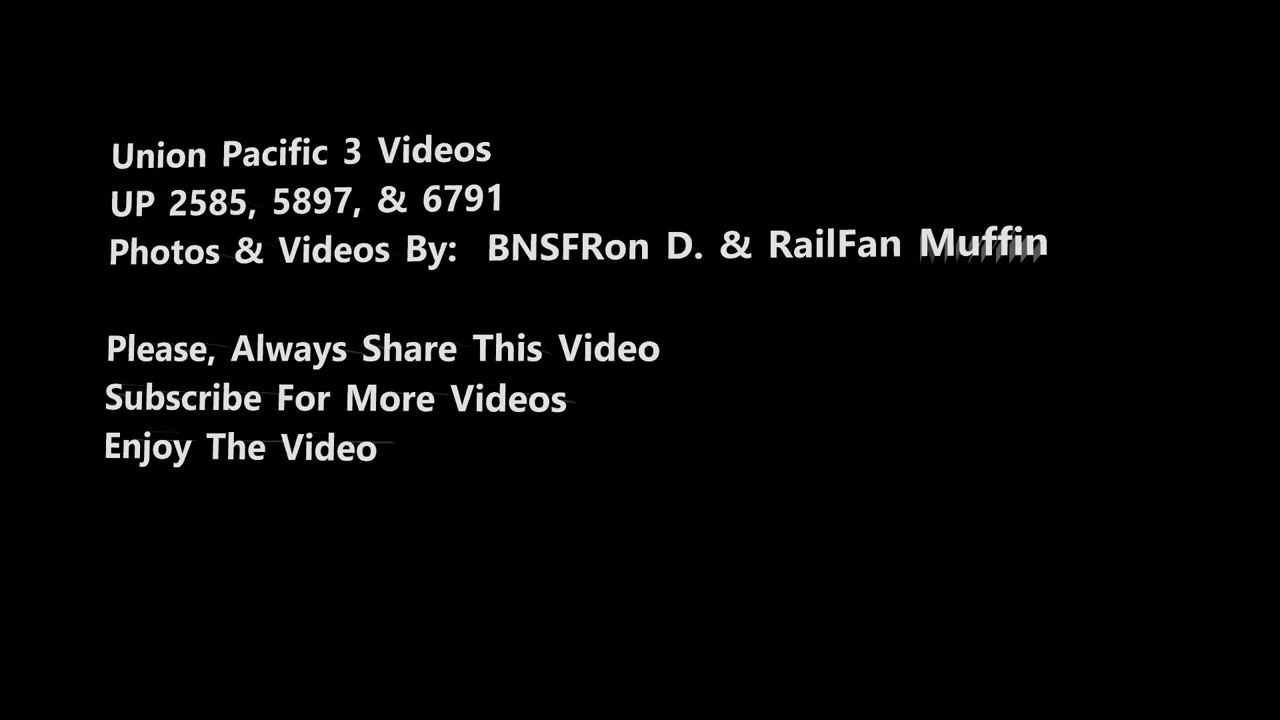 Union Pacific 3 Videos
UP 2585, 5897, & 6791
Photos & Videos By: BNSFRon D. & RailFan Muffin
Please, Always Share This Video
Subscribe For More Videos
Enjoy The Video